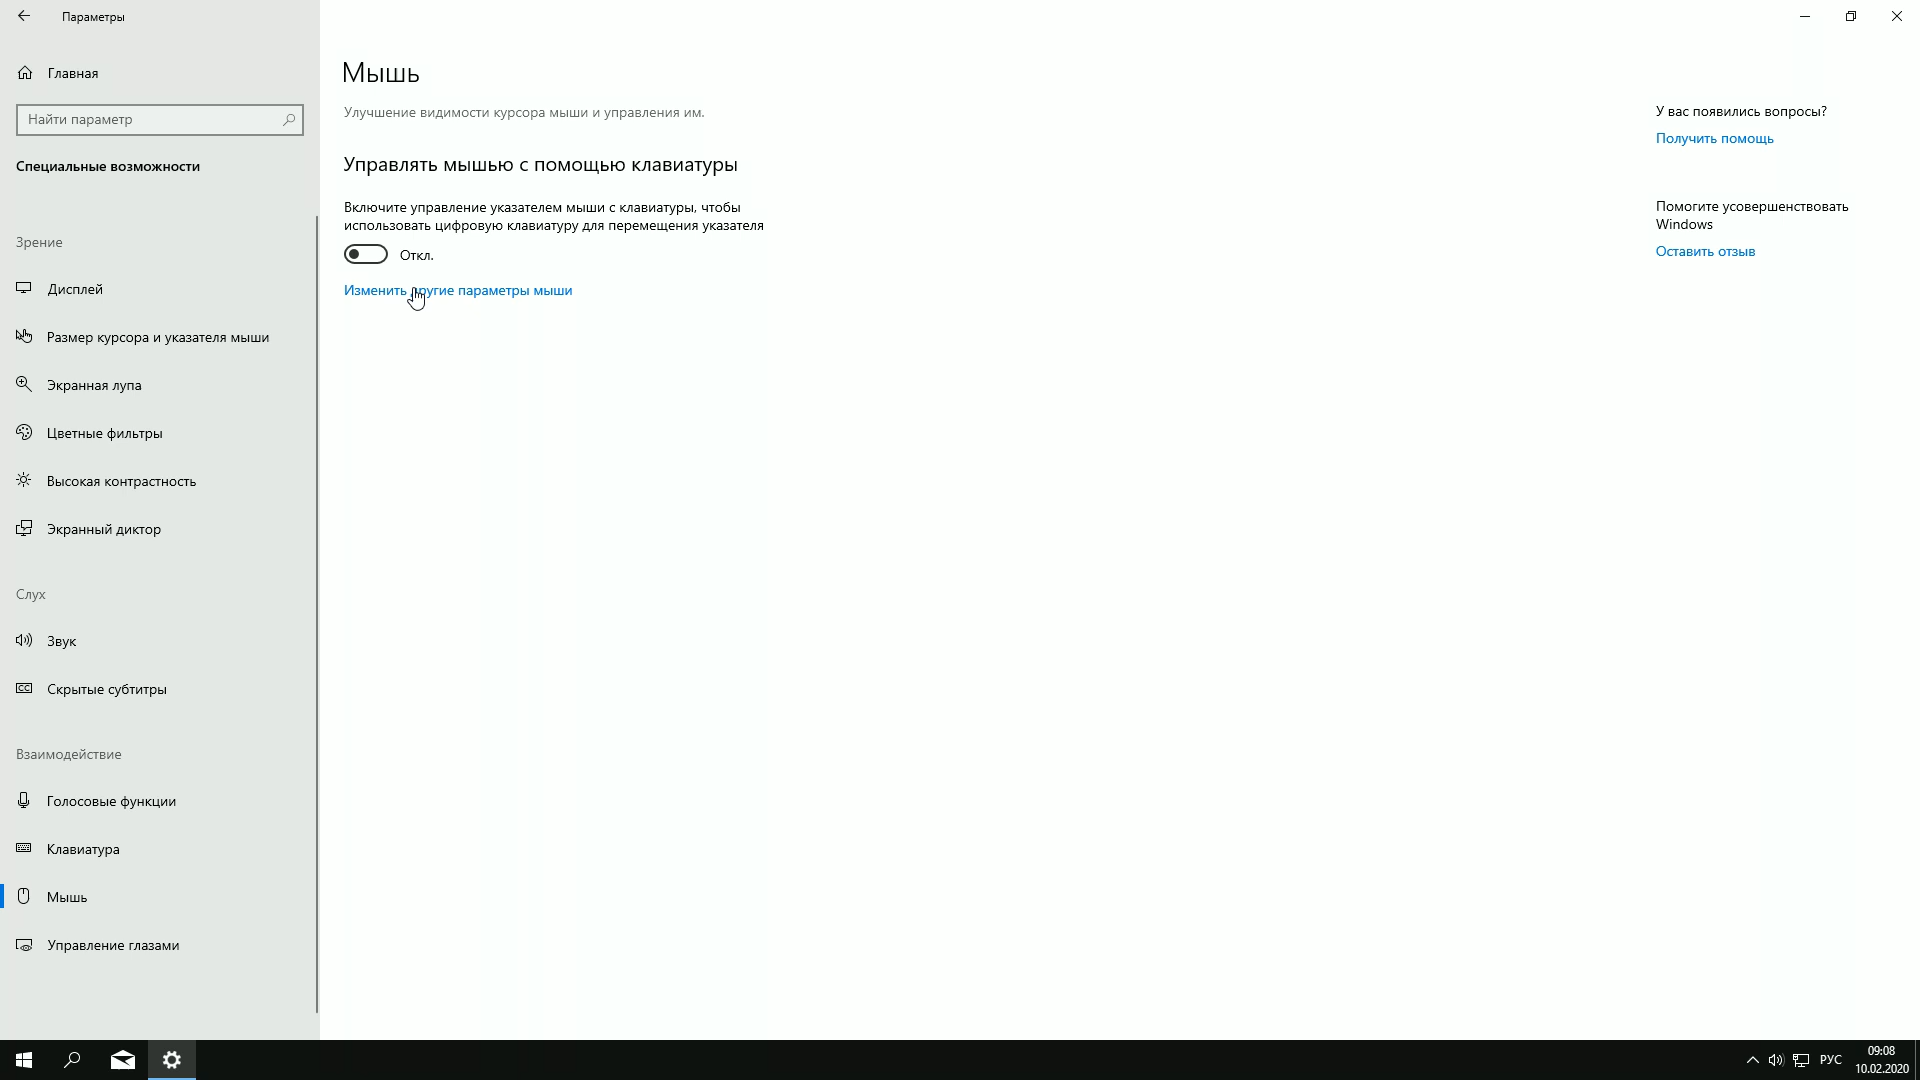 Параметры
Главная
Найти параметр
Специальные возможности
Зрение
Дисплей
Размер курсора и указателя мыши
Экранная лупа
Цветные фильтры
Высокая контрастность
Экранный диктор
Слух
Звук
Скрытые субтитры
Взаимодействие
Голосовые функции
Клавиатура
Мышь
Управление глазами
Мышь
Улучшение видимости курсора мыши и управления им.
Управлять мышью с помощью клавиатуры
Включите управление указателем мыши с клавиатуры, чтобы
использовать цифровую клавиатуру для перемещения указателя
Откл.
Изменить другие параметры мыши
У вас появились вопросы?
Получить помощь
Помогите усовершенствовать
Windows
Оставить отзыв
РУС
09:08
10.02.2020